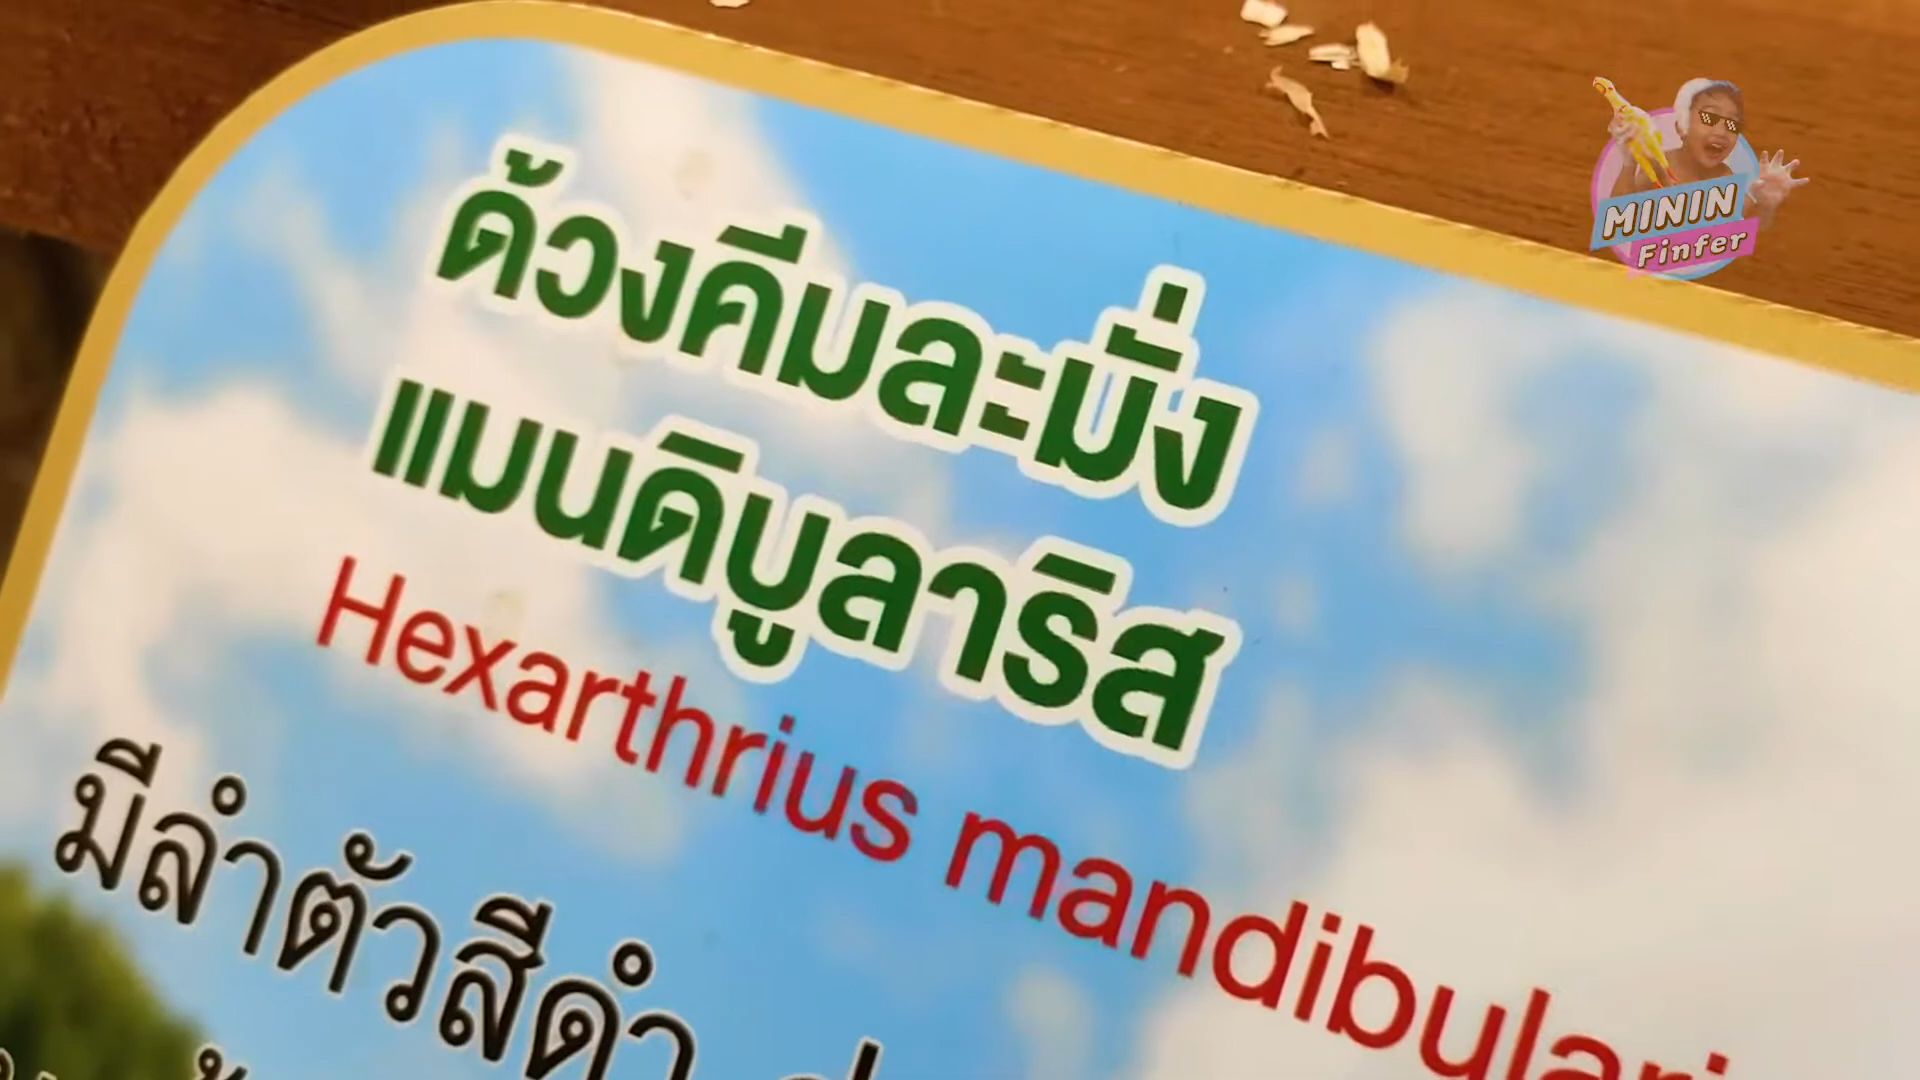 ด้วงคีมละมั่ง
แมนดิบูลาริส
Hexarthrius mandibulari
มีลำตัวสีดำ
MININ
Finfer